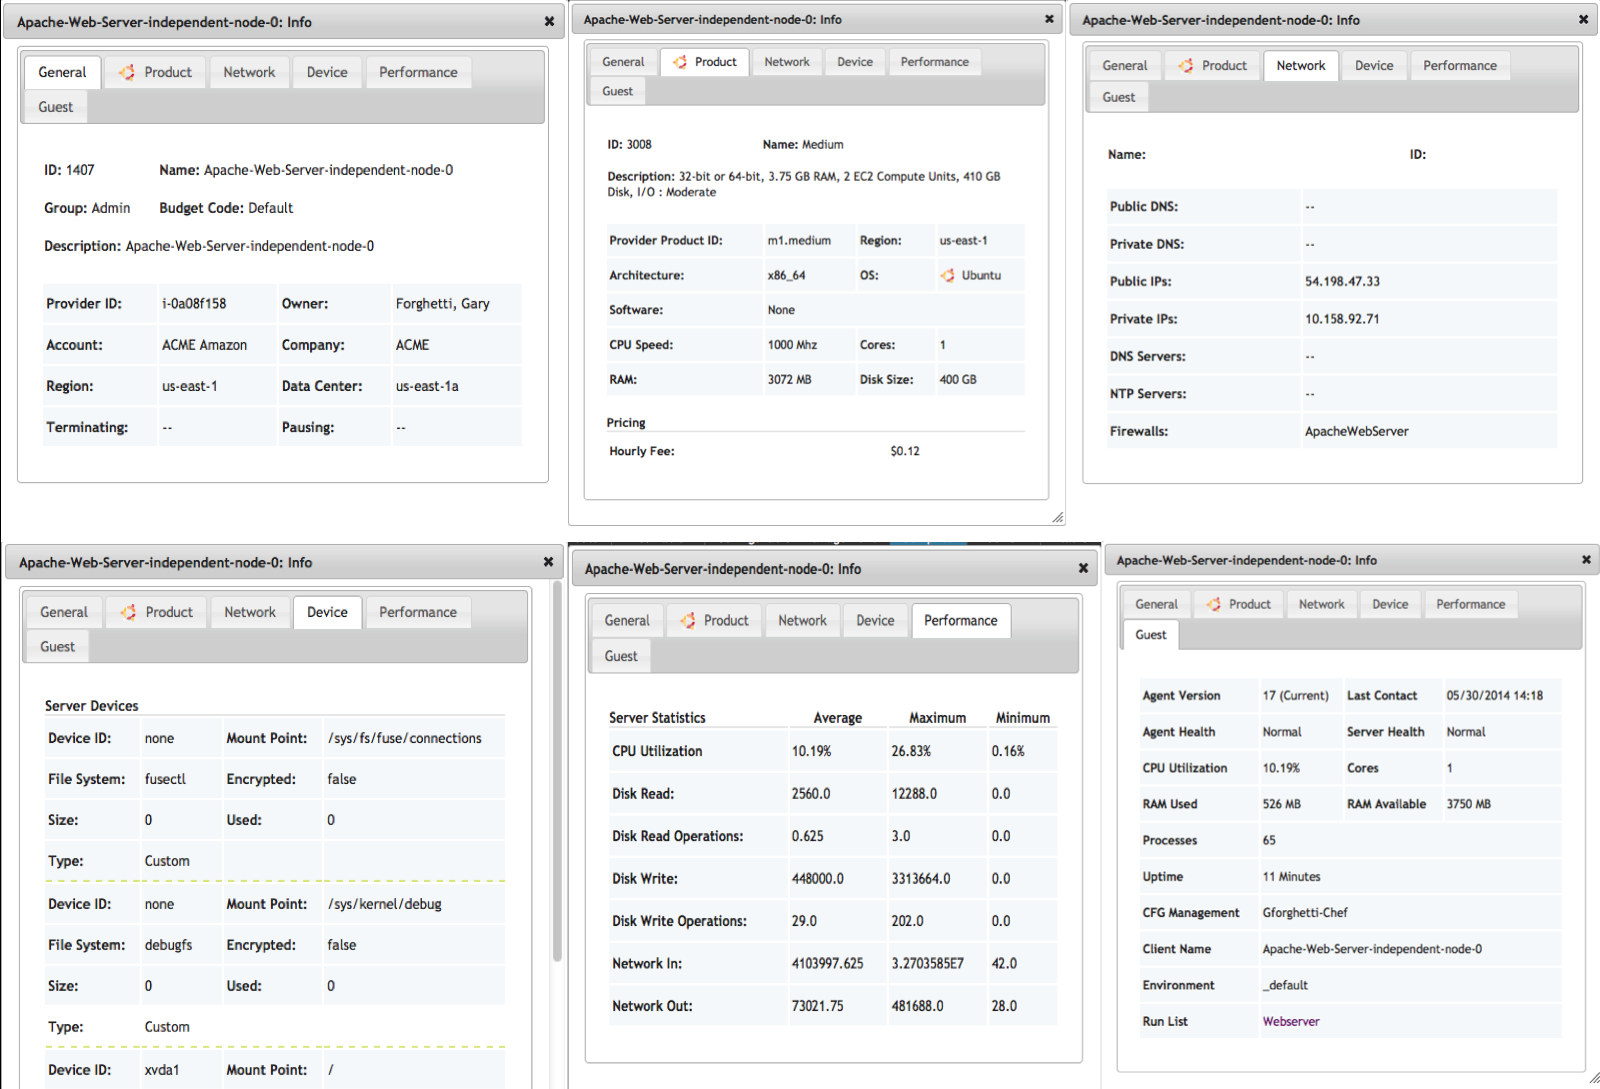 Apache-Web-Server-independent-node-0: Info
General Product Network Device Performance
Guest
ID: 1407 Name: Apache-Web-Server-independent-node-0
Group: Admin Budget Code: Default
Description: Apache-Web-Server-independent-node-0
Provider ID: i-0a08f158 Owner: Forghetti, Gary
Account: ACME Amazon Company: ACME
Region: us-east-1 Data Center: us-east-1a
Terminating: -- Pausing: --
Apache-Web-Server-independent-node-0: Info
General Product Network Device Performance
Guest
ID: 3008 Name: Medium
Description: 32-bit or 64-bit, 3.75 GB RAM, 2 EC2 Compute Units, 410 GB
Disk, I/O : Moderate
Provider Product ID: m1.medium Region: us-east-1
Architecture: x86_64 OS: Ubuntu
Software: None
CPU Speed: 1000 Mhz Cores: 1
RAM: 3072 MB Disk Size: 400 GB
Pricing
Hourly Fee: $0.12
Apache-Web-Server-independent-node-0: Info
General Product Network Device Performance
Guest
Name: ID:
Public DNS: --
Private DNS: --
Public IPs: 54.198.47.33
Private IPs: 10.158.92.71
DNS Servers: --
NTP Servers: --
Firewalls: ApacheWebServer
Apache-Web-Server-independent-node-0: Info
General Product Network Device Performance
Guest
Server Devices
Device ID: none Mount Point: /sys/fs/fuse/connections
File System: fusectl Encrypted: false
Size: 0 Used: 0
Type: Custom
Device ID: none Mount Point: /sys/kernel/debug
File System: debugfs Encrypted: false
Size: 0 Used: 0
Type: Custom
Device ID: xvda1 Mount Point: /
Apache-Web-Server-independent-node-0: Info
General Product Network Device Performance
Guest
Server Statistics Average Maximum Minimum
CPU Utilization 10.19% 26.83% 0.16%
Disk Read: 2560.0 12288.0 0.0
Disk Read Operations: 0.625 3.0 0.0
Disk Write: 448000.0 3313664.0 0.0
Disk Write Operations: 29.0 202.0 0.0
Network In: 4103997.625 3.2703585E7 42.0
Network Out: 73021.75 481688.0 28.0
Apache-Web-Server-independent-node-0: Info
General Product Network Device Performance
Guest
Agent Version 17 (Current) Last Contact 05/30/2014 14:18
Agent Health Normal Server Health Normal
CPU Utilization 10.19% Cores 1
RAM Used 526 MB RAM Available 3750 MB
Processes 65
Uptime 11 Minutes
CFG Management Gforghetti-Chef
Client Name Apache-Web-Server-independent-node-0
Environment _default
Run List Webserver